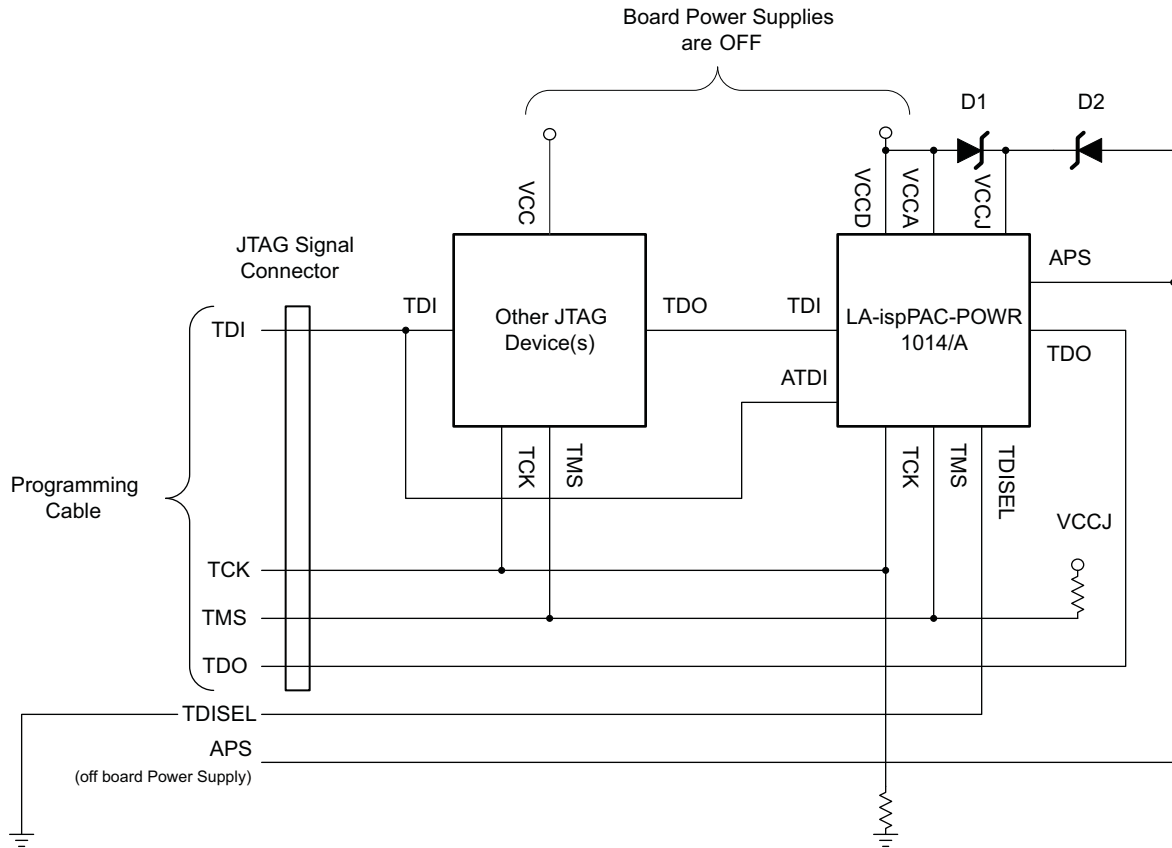 Board Power Supplies
are OFF
D1
D2
VCC
VCCD
VCCA
VCCJ
JTAG Signal
Connector
APS
TDI
TDI
Other JTAG
Device(s)
TDO
TDI
LA-ispPAC-POWR
1014/A
TDO
ATDI
TCK
TMS
TCK
TMS
TDISEL
Programming
Cable
VCCJ
TCK
TMS
TDO
TDISEL
APS
(off board Power Supply)